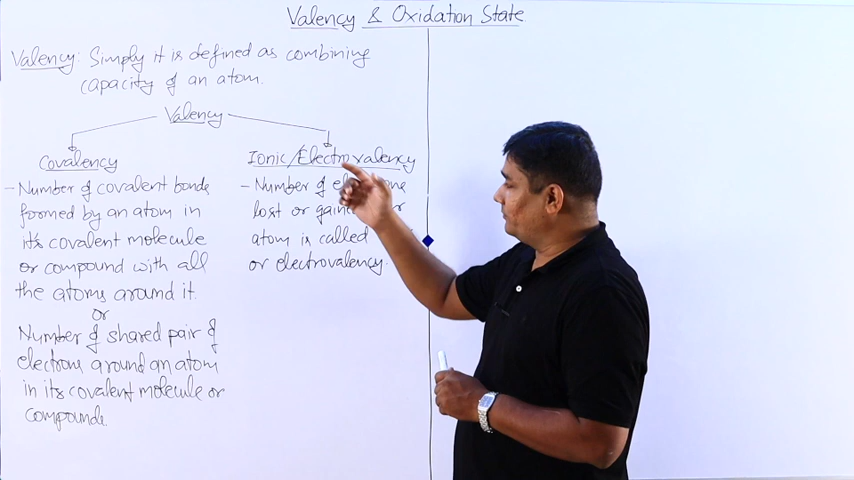 Valency & Oxidation State
Valency: Simply it is defined as combining
capacity of an atom.
Valency
Covalency
- Number of covalent bonds
formed by an atom in
it's covalent molecule
or compound with all
the atoms around it.
or
Number of shared pair of
electrons around an atom
in its covalent molecule or
compounds.
Ionic/Electrovalency
- Number of
lost or
atom is called
or electrovalency.